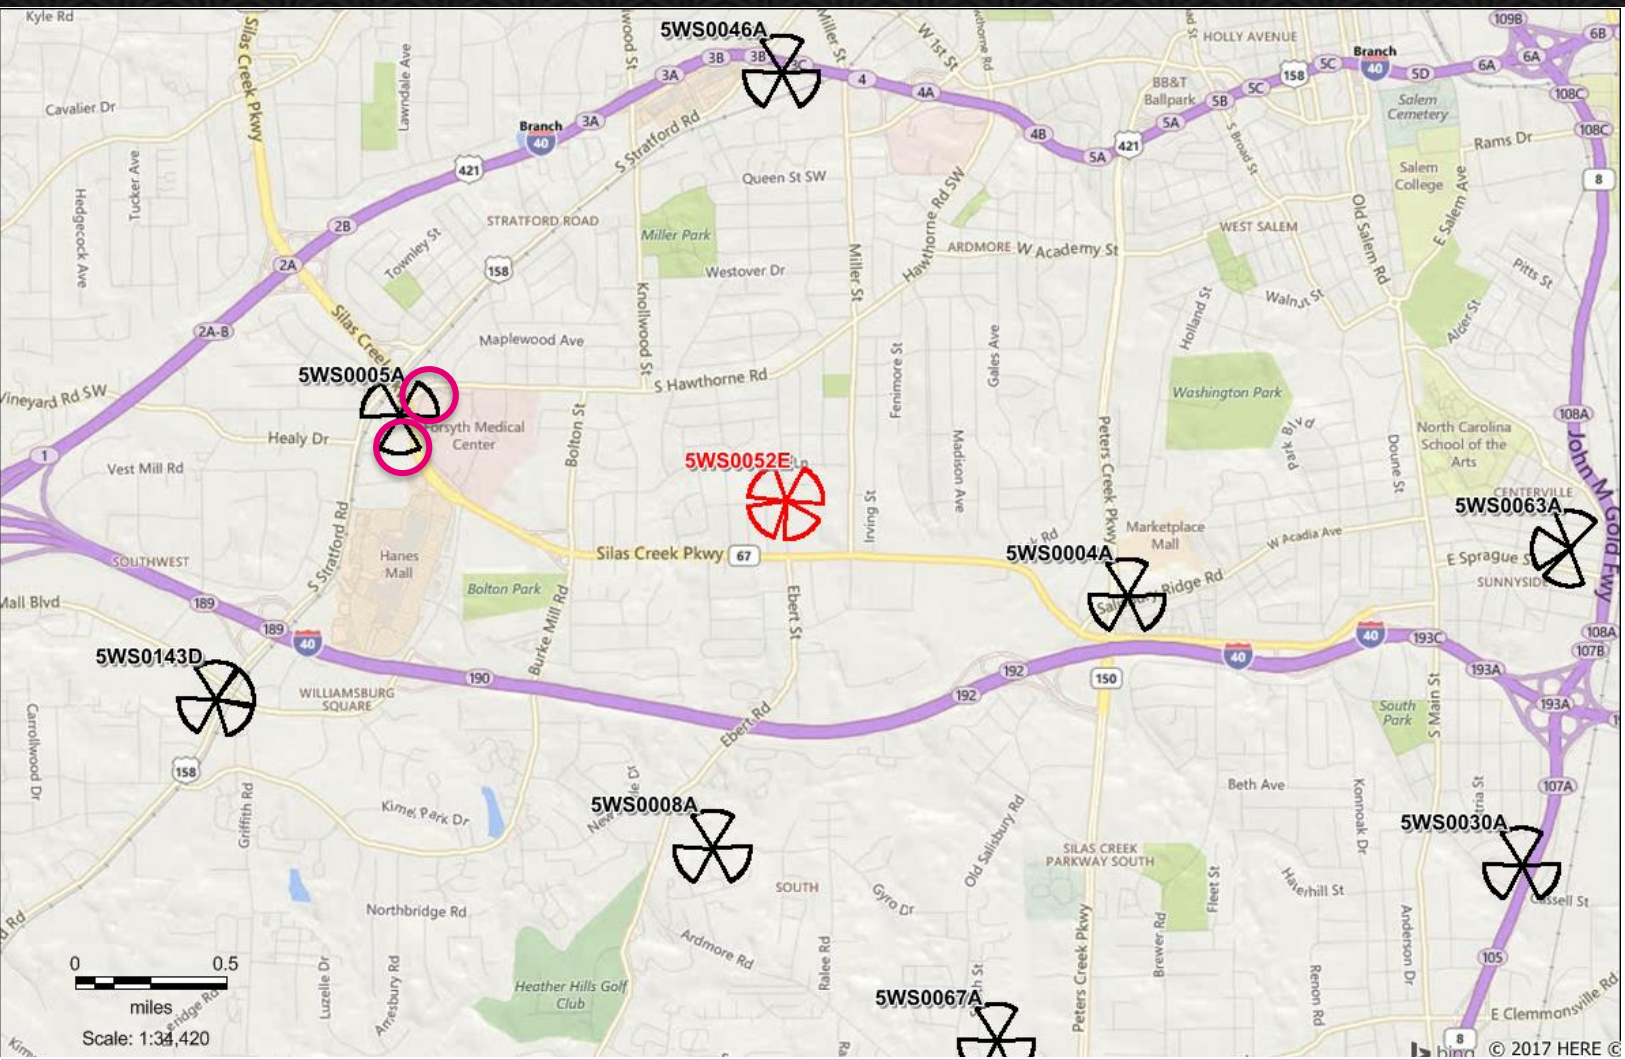 Kyle Rd
Silas Creek Pkwy
Lawndale Ave
5WS0046A
Miller St
W 1st St
HOLLY AVENUE
109B
6B
3B
3B
3C
3A
4
4A
BB&T
Ballpark
158
5C
Branch
40
5D
6A
6A
5C
5B
5A
108C
Cavalier Dr
Branch
40
3A
S Stratford Rd
4B
5A
421
S Broad St
Salem
Cemetery
108C
Rams Dr
421
Tucker Ave
Hedgecock Ave
Queen St SW
Hawthorne Rd SW
Salem
College
E Salem Ave
8
2B
STRATFORD ROAD
Miller Park
WEST SALEM
Old Salem Rd
2A
Townley St
158
Westover Dr
Miller St
ARDMORE
W Academy St
Pitts St
Silas Creek
2A-B
Knollwood St
Maplewood Ave
Holland St
Walnut St
Alder St
5WS0005A
S Hawthorne Rd
Fenimore St
Gales Ave
Washington Park
Vineyard Rd SW
108A
Healy Dr
Forsyth Medical
Center
Bolton St
Peters Creek Pkwy
Park Blvd
Doune St
North Carolina
School of the
Arts
John M Gold Fwy
1
Vest Mill Rd
5WS0052E
Ln
Madison Ave
Irving St
CENTERVILLE
5WS0063A
SOUTHWEST
S Stratford Rd
Hanes
Mall
Silas Creek Pkwy
67
5WS0004A
Marketplace
Mall
W Acadia Ave
E Sprague S
SUNNYSIDE
Mall Blvd
189
189
40
Bolton Park
Burke Mill Rd
Ebert St
Salisbury Ridge Rd
40
40
193C
108A
107B
5WS0143D
WILLIAMSBURG
SQUARE
190
192
192
150
193A
193A
Carrollwood Dr
Ebert Rd
South
Park
S Main St
158
Griffith Rd
Kimel Park Dr
5WS0008A
Old Salisbury Rd
Beth Ave
Konnoak Dr
107A
5WS0030A
SILAS CREEK
PARKWAY SOUTH
SOUTH
Gyro Dr
Fleet St
Haverhill St
Cassell St
Northbridge Rd
Ardmore Rd
Ralee Rd
Peters Creek Pkwy
Brewer Rd
Anderson Dr
105
0 0.5
miles
Scale: 1:34,420
Luzelle Dr
Amesbury Rd
Heather Hills Golf
Club
5WS0067A
Renon Rd
E Clemmonsville Rd
8
bing
© 2017 HERE ©